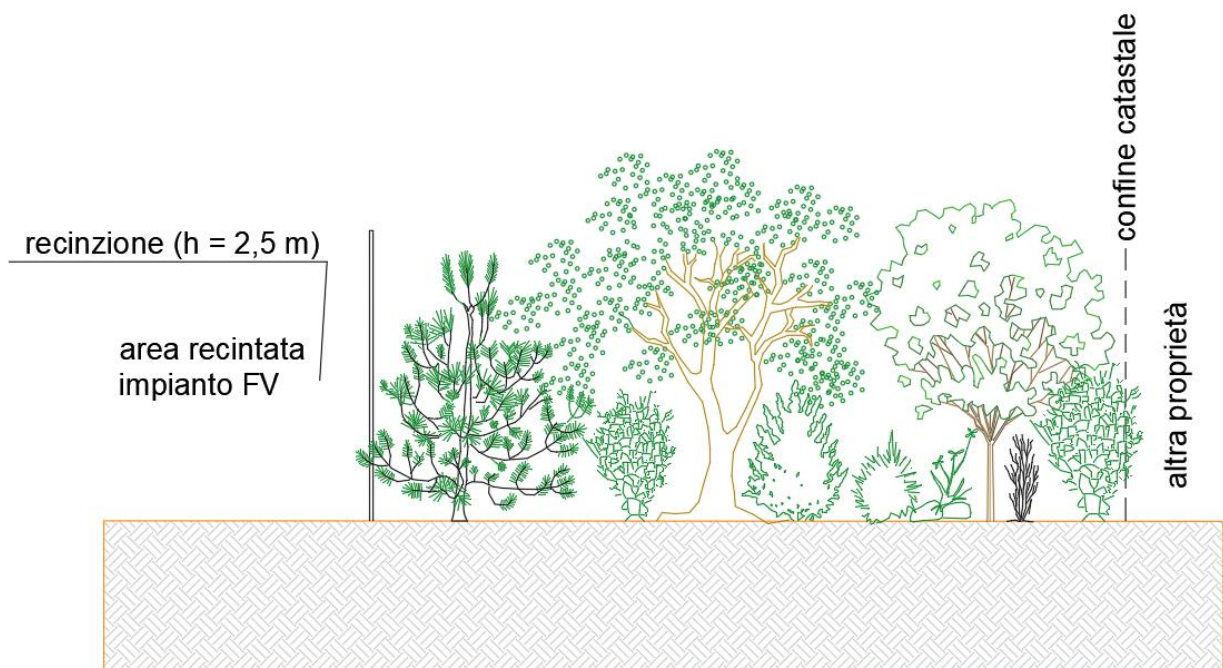 recinzione (h = 2,5 m)
area recintata
impianto FV
confine catastale
altra proprietà